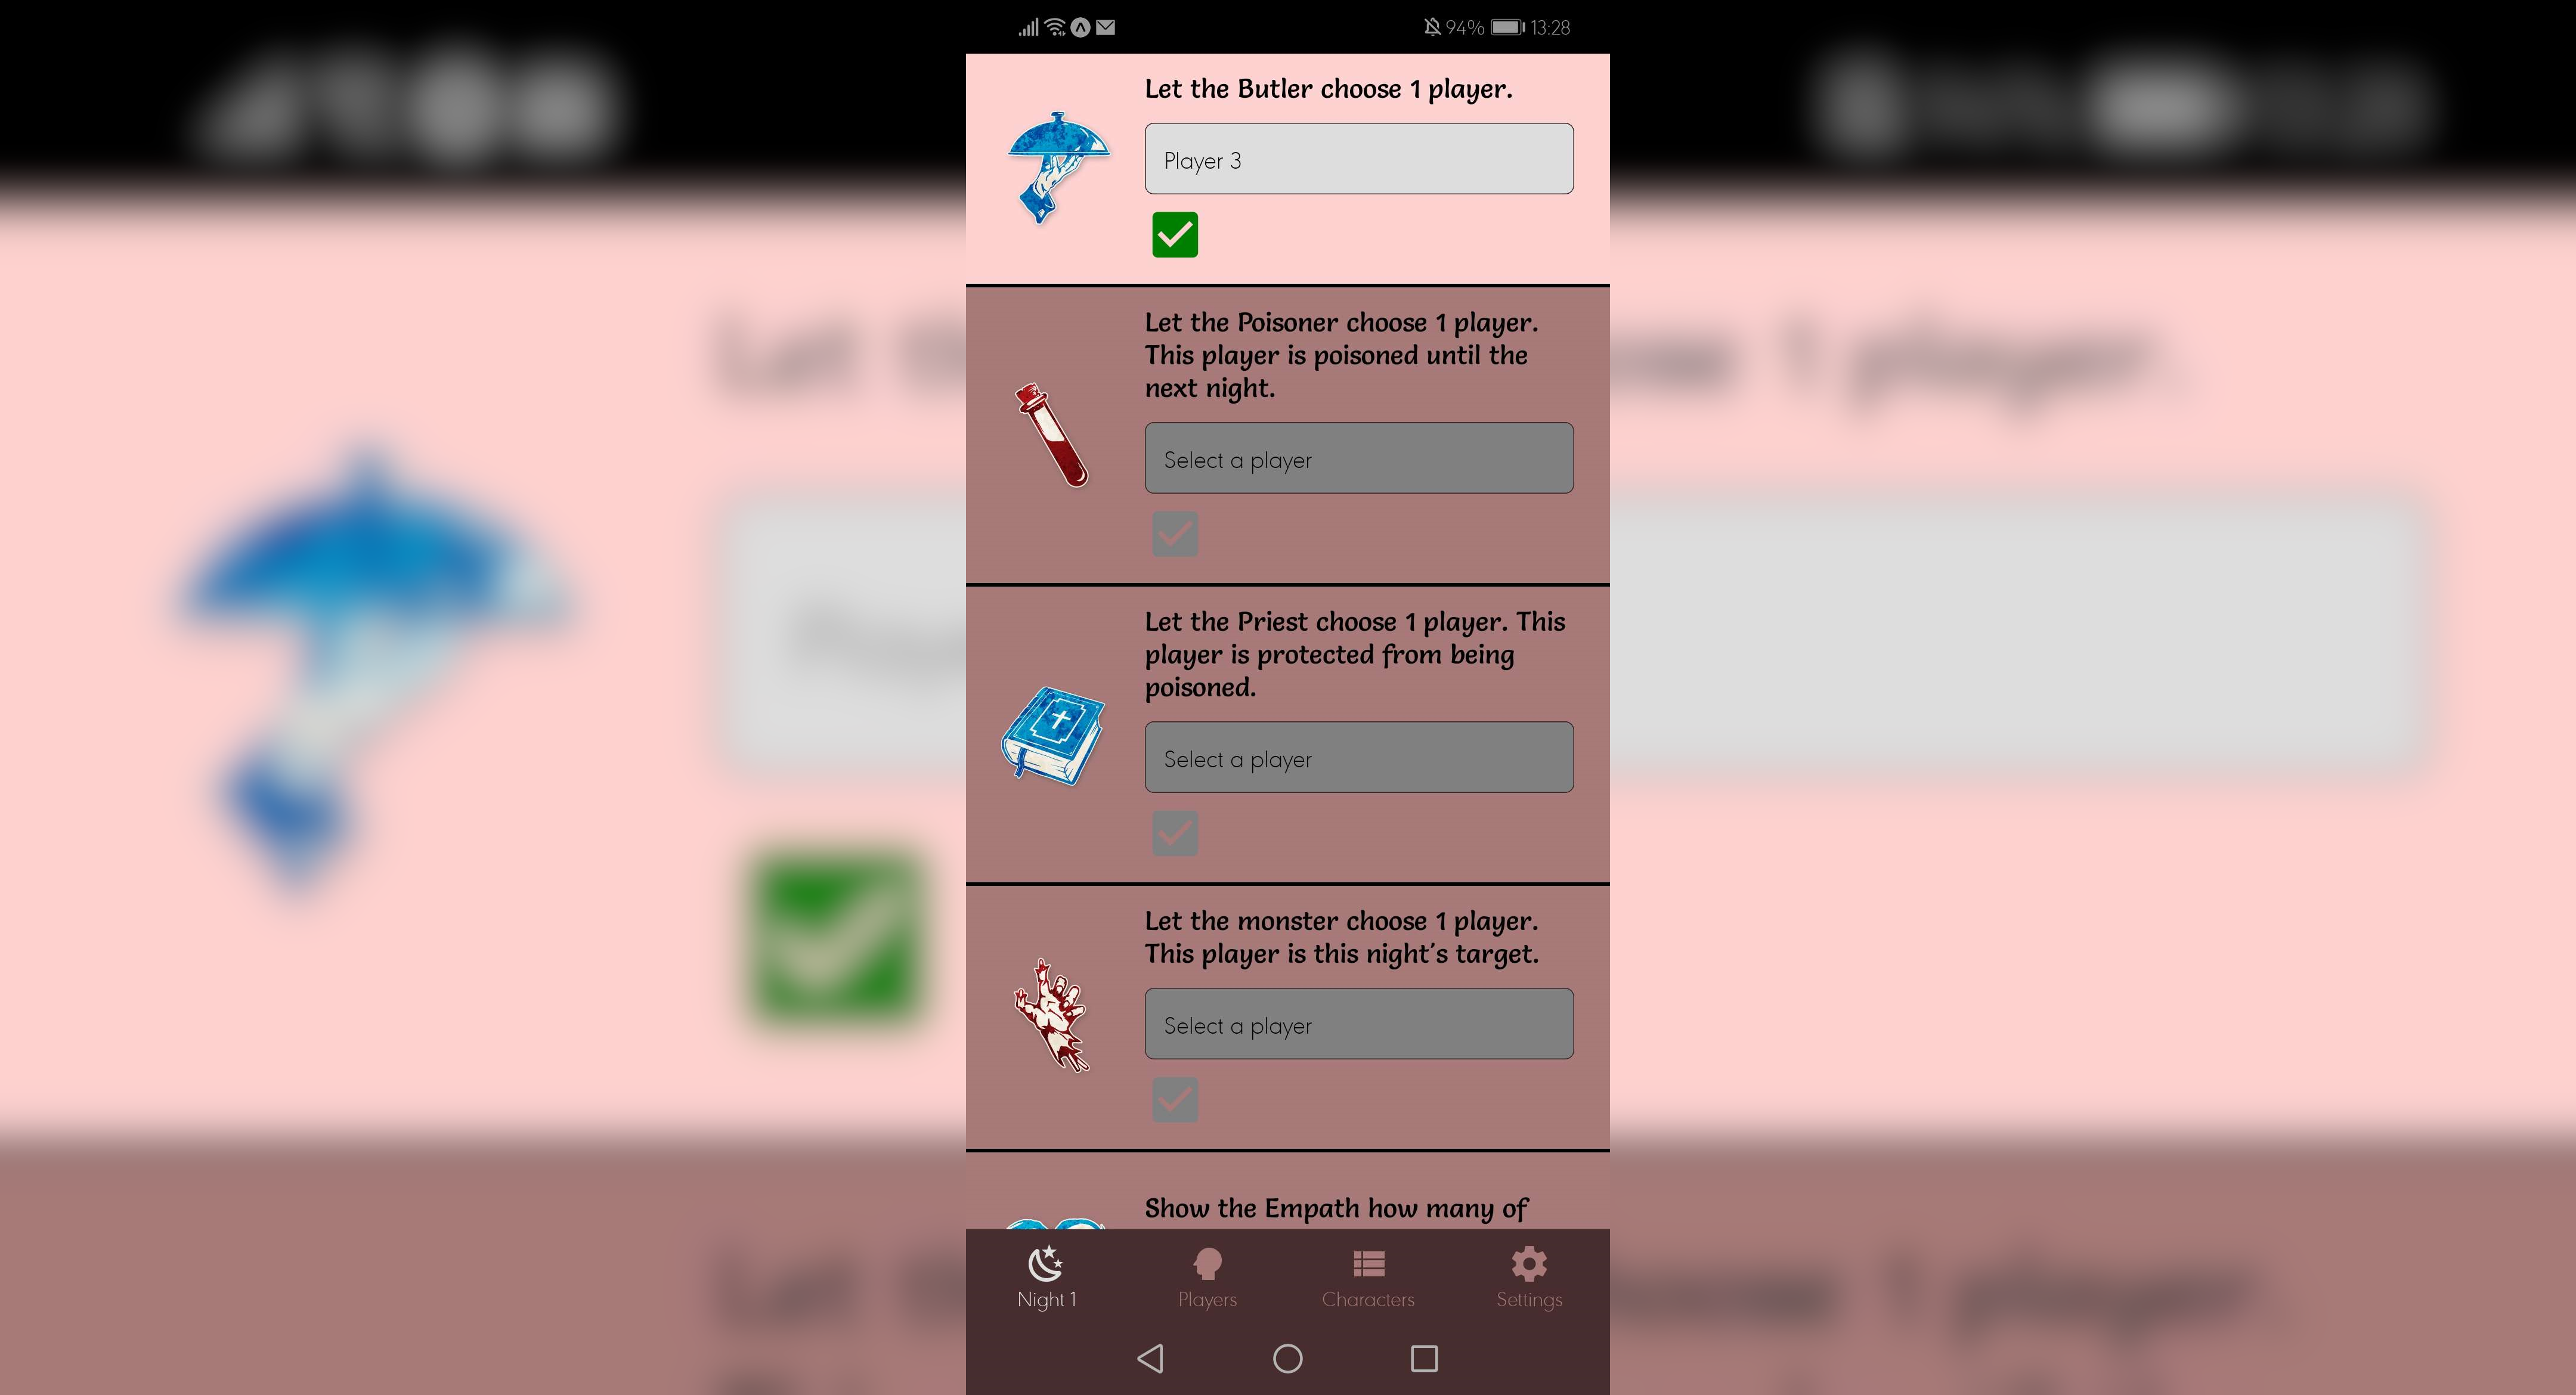 94% 13:28
Let the Butler choose 1 player.
Player 3
Let the Poisoner choose 1 player.
This player is poisoned until the
next night.
Select a player
Let the Priest choose 1 player. This
player is protected from being
poisoned.
Select a player
Let the monster choose 1 player.
This player is this night's target.
Select a player
Show the Empath how many of
Night 1
Players
Characters
Settings